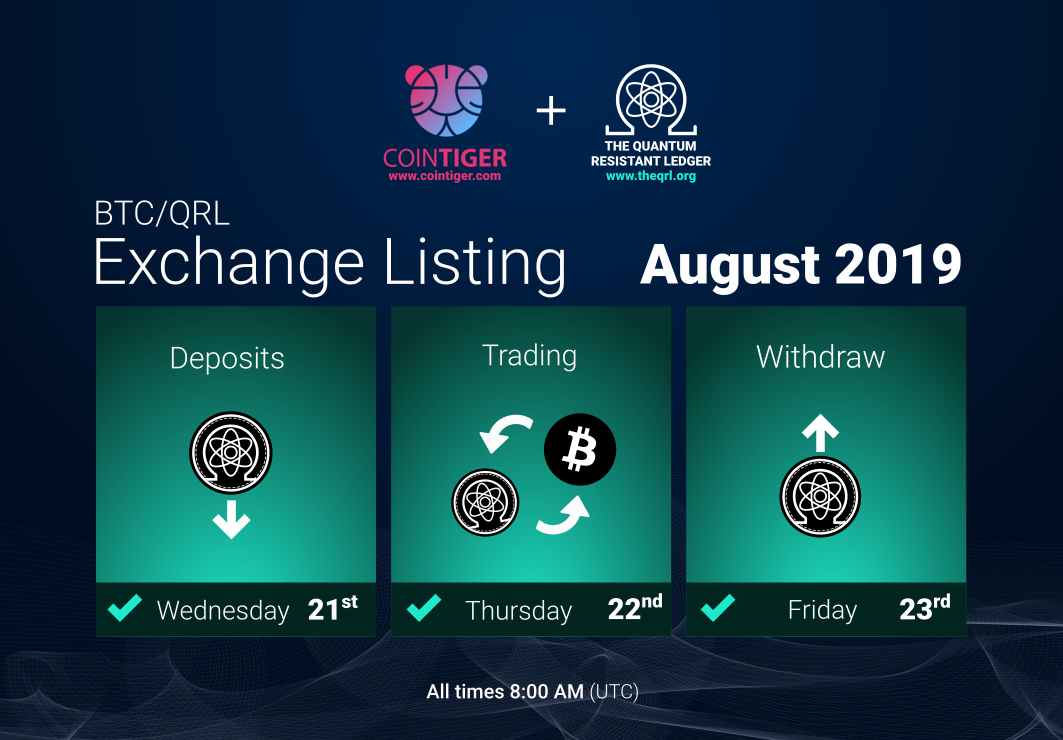 COINTIGER
www.cointiger.com
+
THE QUANTUM
RESISTANT LEDGER
www.theqrl.org
BTC/QRL
Exchange Listing
August 2019
Deposits
Wednesday 21st
Trading
Thursday 22nd
Withdraw
Friday 23rd
All times 8:00 AM (UTC)